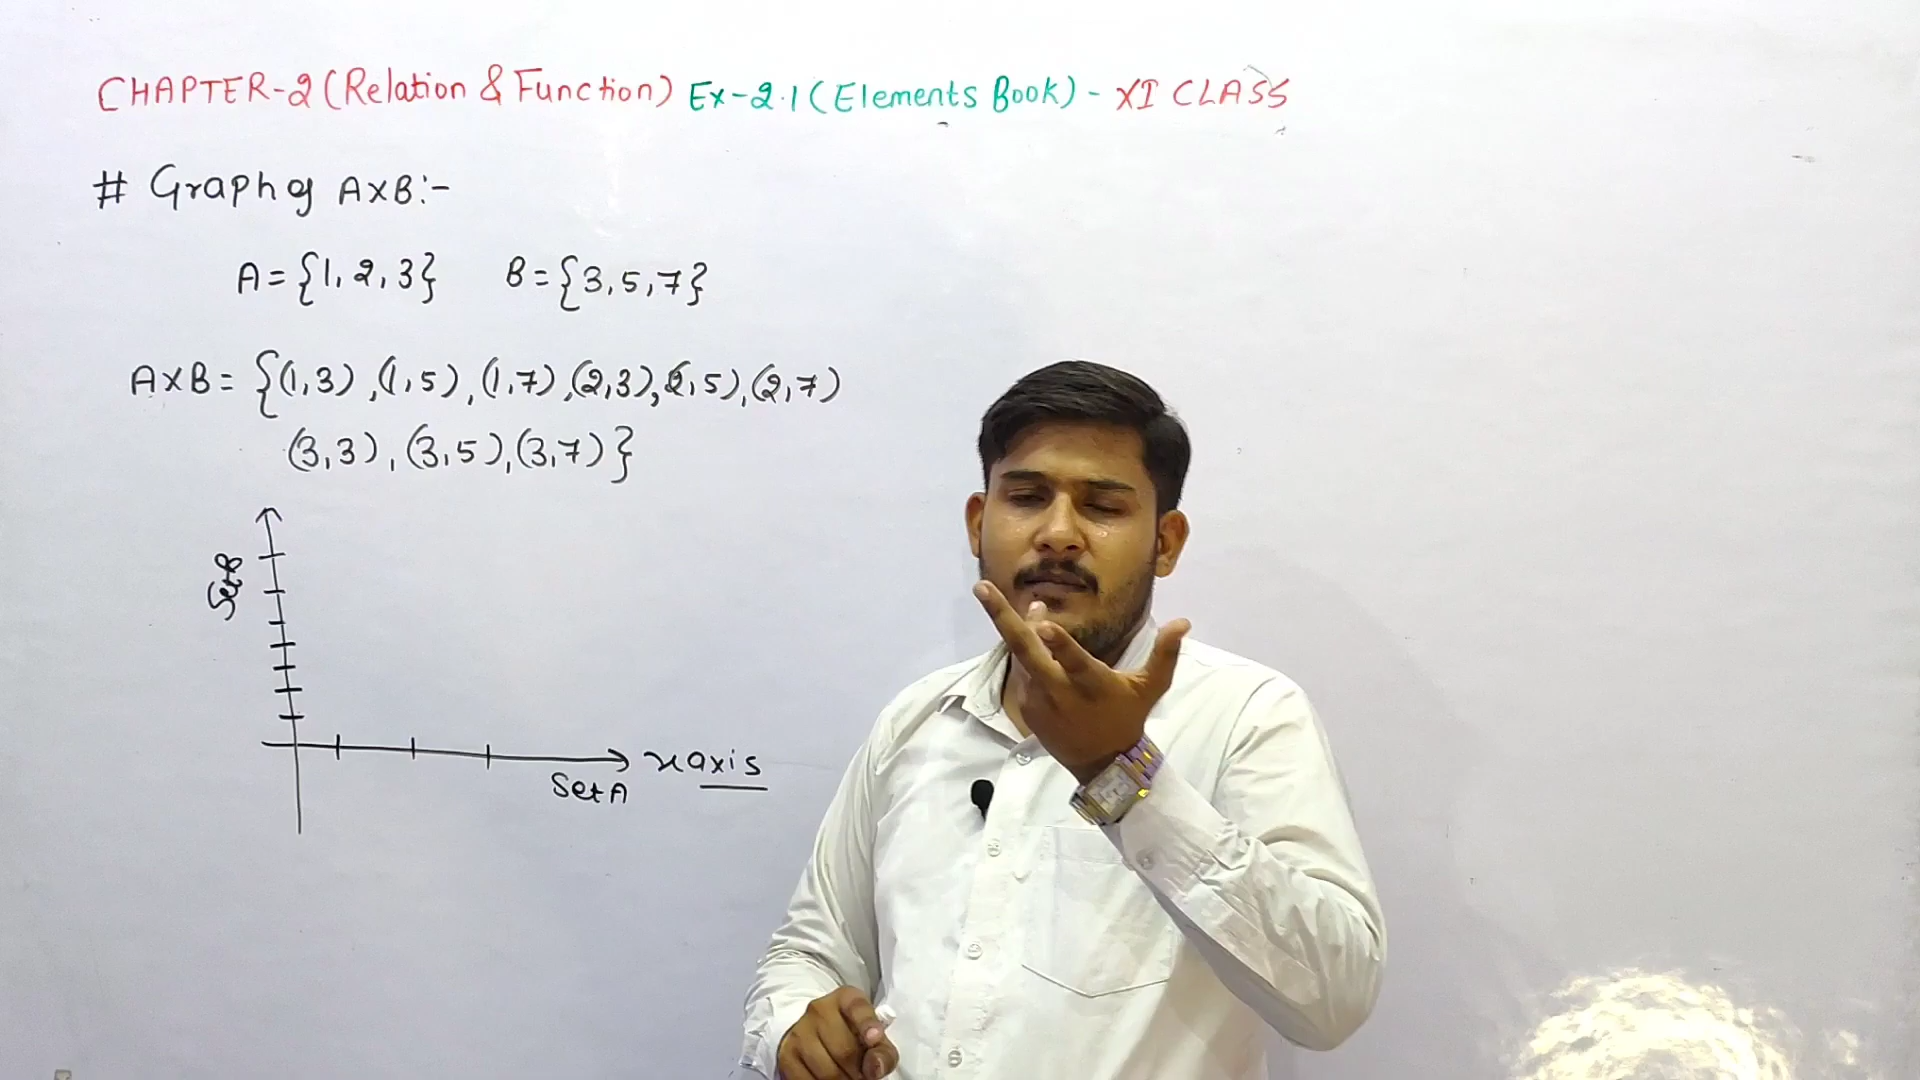 CHAPTER-2 (Relation & Function) Ex-2.1 (Elements Book) - XI CLASS
# Graph of A×B:-
A={1,2,3} B={3,5,7}
A×B= {(1,3),(1,5),(1,7),(2,3),(2,5),(2,7)
(3,3),(3,5),(3,7)}
Set B
x axis
Set A